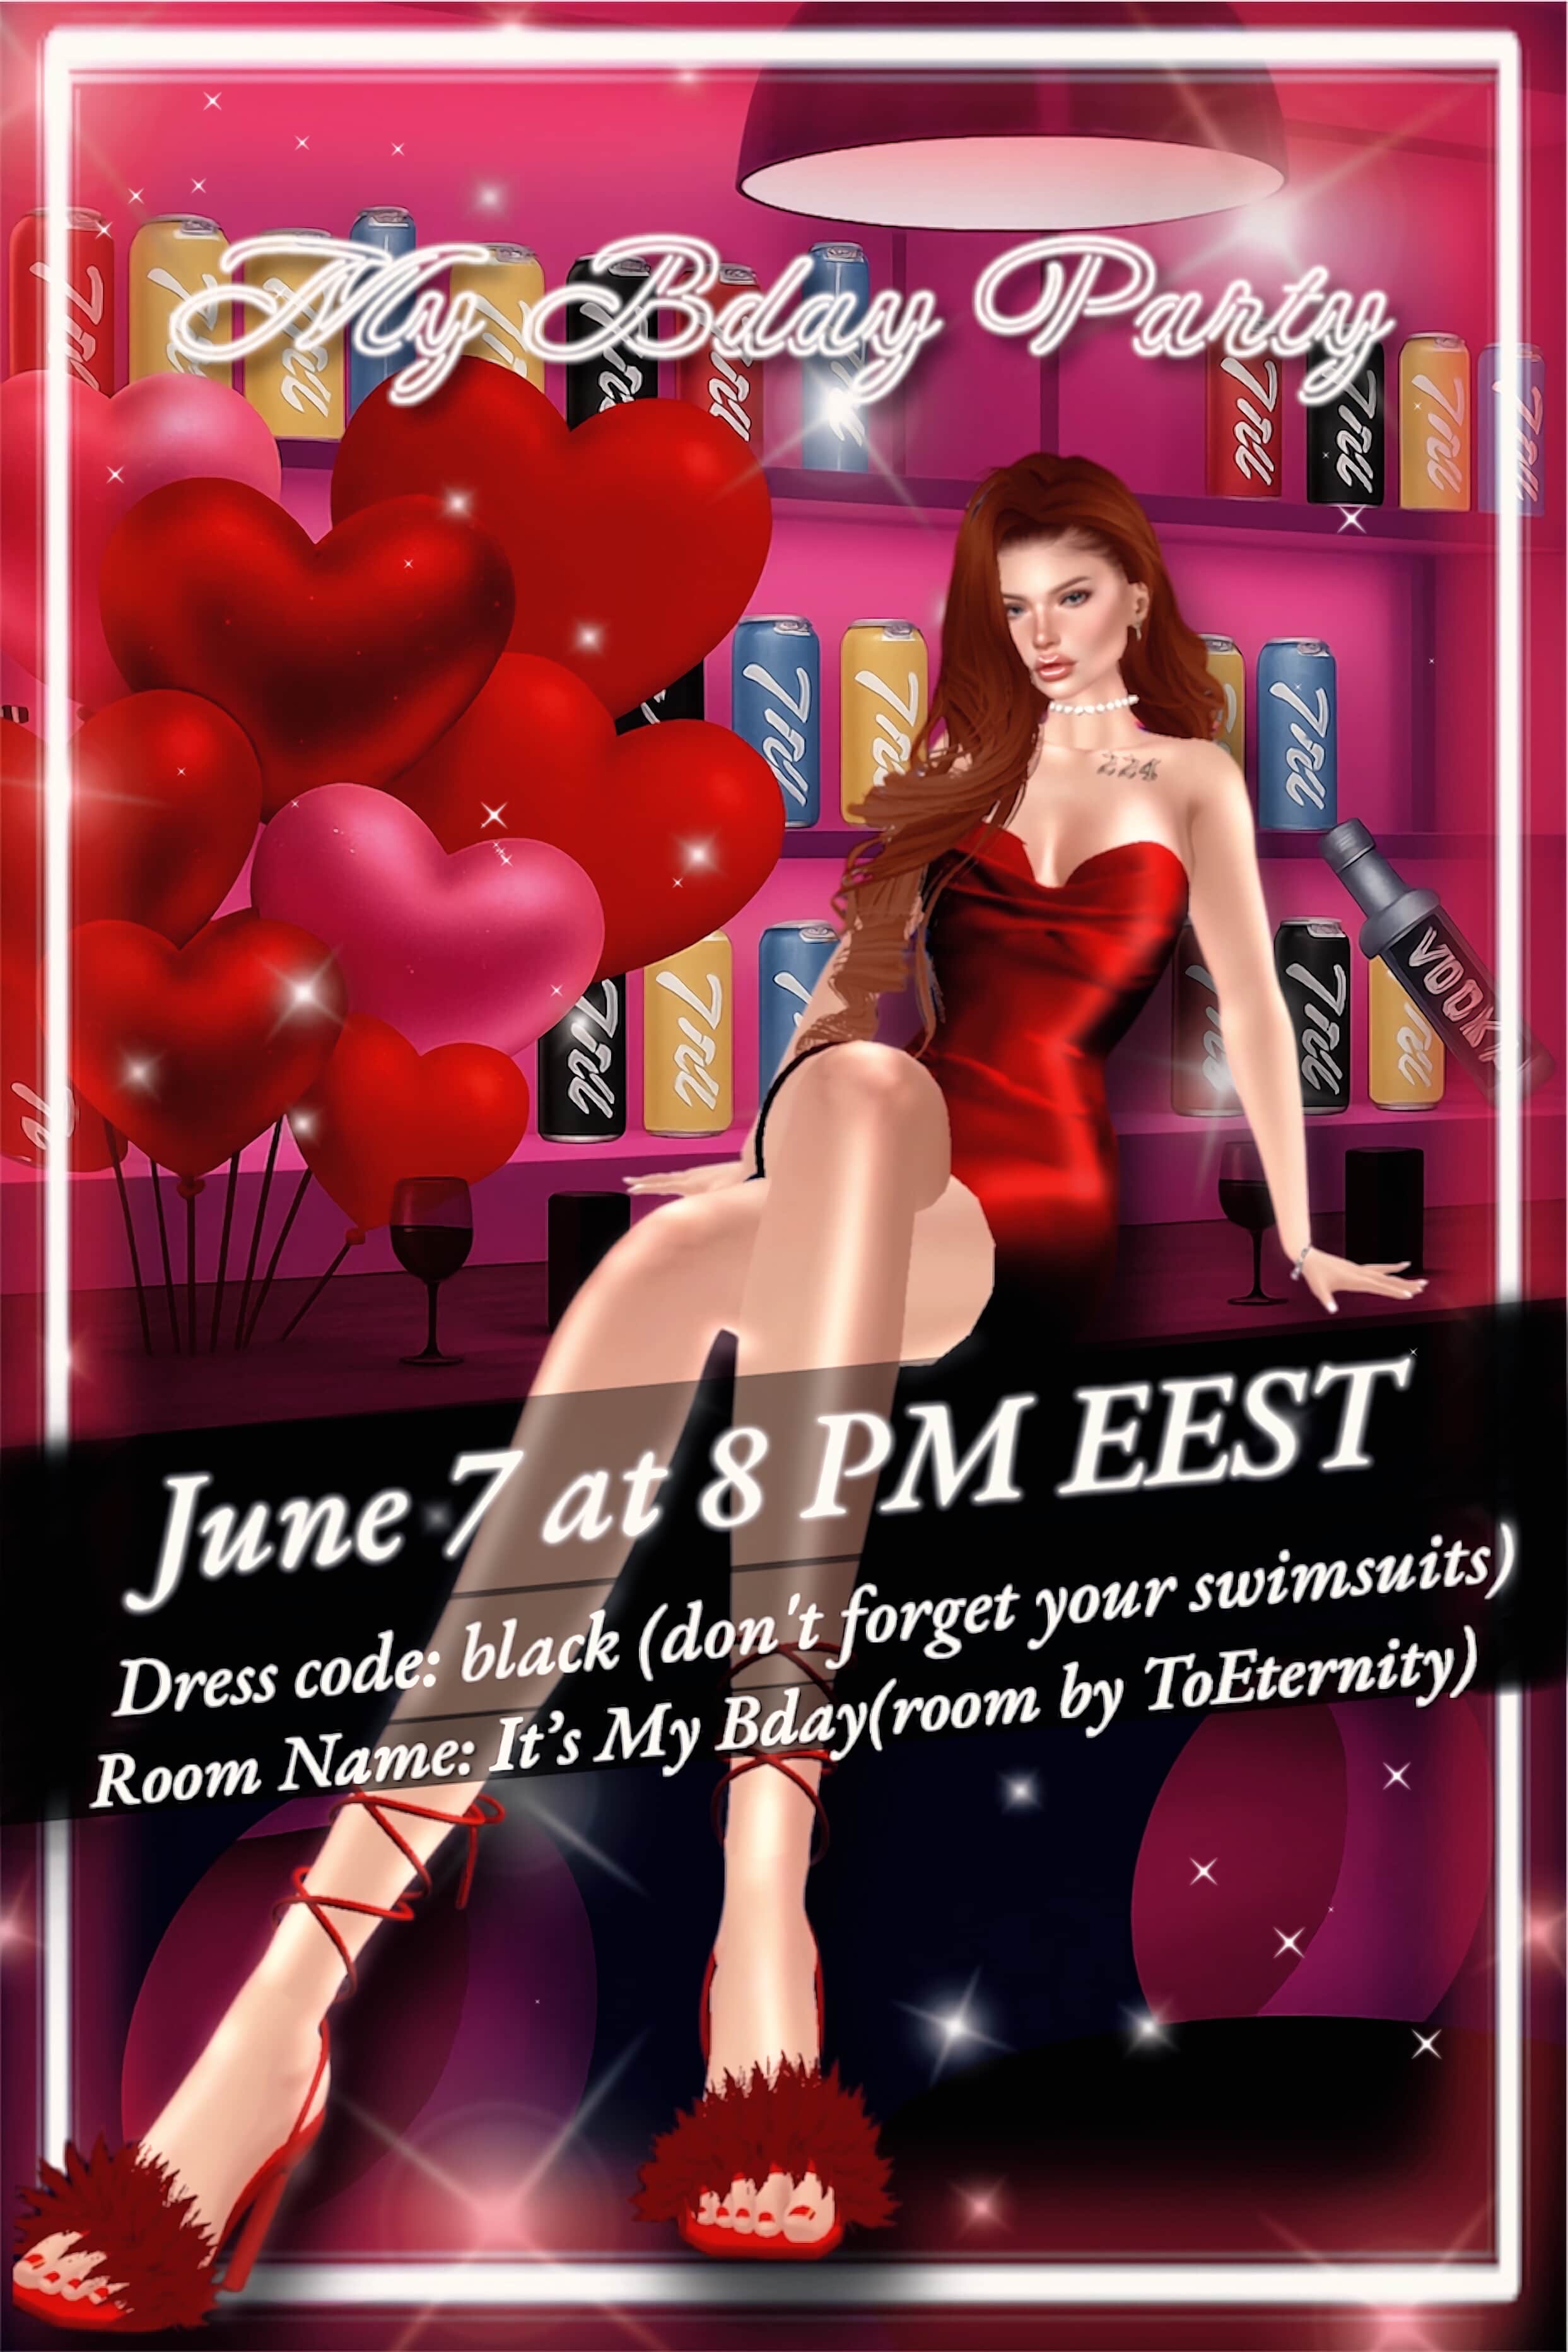 My Bday Party
VODKA
June 7 at 8 PM EEST
Dress code: black (don't forget your swimsuits)
Room Name: It’s My Bday(room by ToEternity)